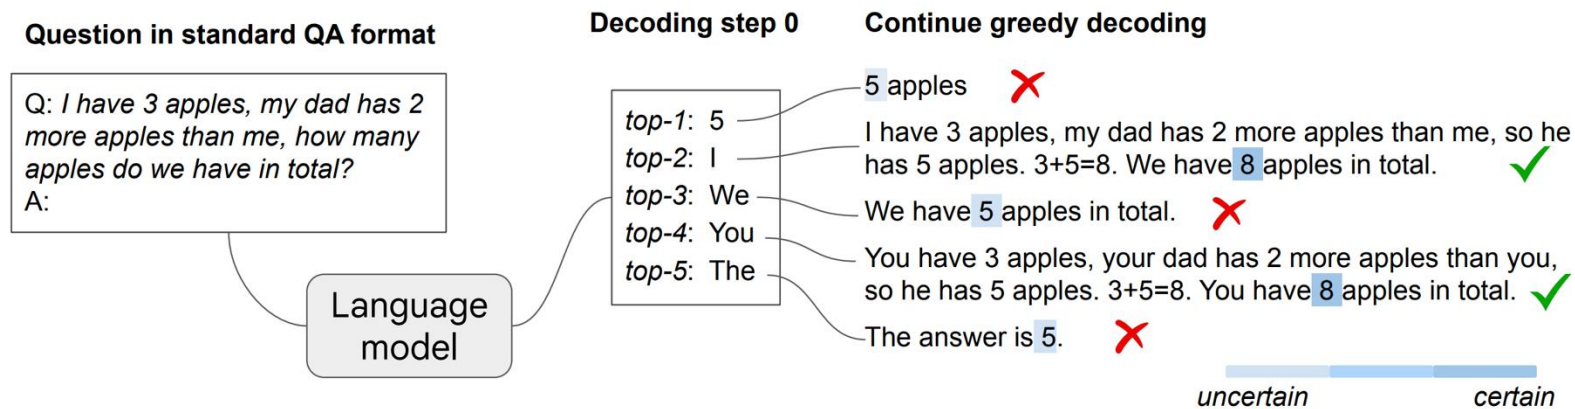 Question in standard QA format
Q: I have 3 apples, my dad has 2
more apples than me, how many
apples do we have in total?
A:
Language
model
Decoding step 0
top-1: 5
top-2: I
top-3: We
top-4: You
top-5: The
Continue greedy decoding
5 apples
I have 3 apples, my dad has 2 more apples than me, so he
has 5 apples. 3+5=8. We have 8 apples in total.
We have 5 apples in total.
You have 3 apples, your dad has 2 more apples than you,
so he has 5 apples. 3+5=8. You have 8 apples in total.
The answer is 5.
uncertain certain